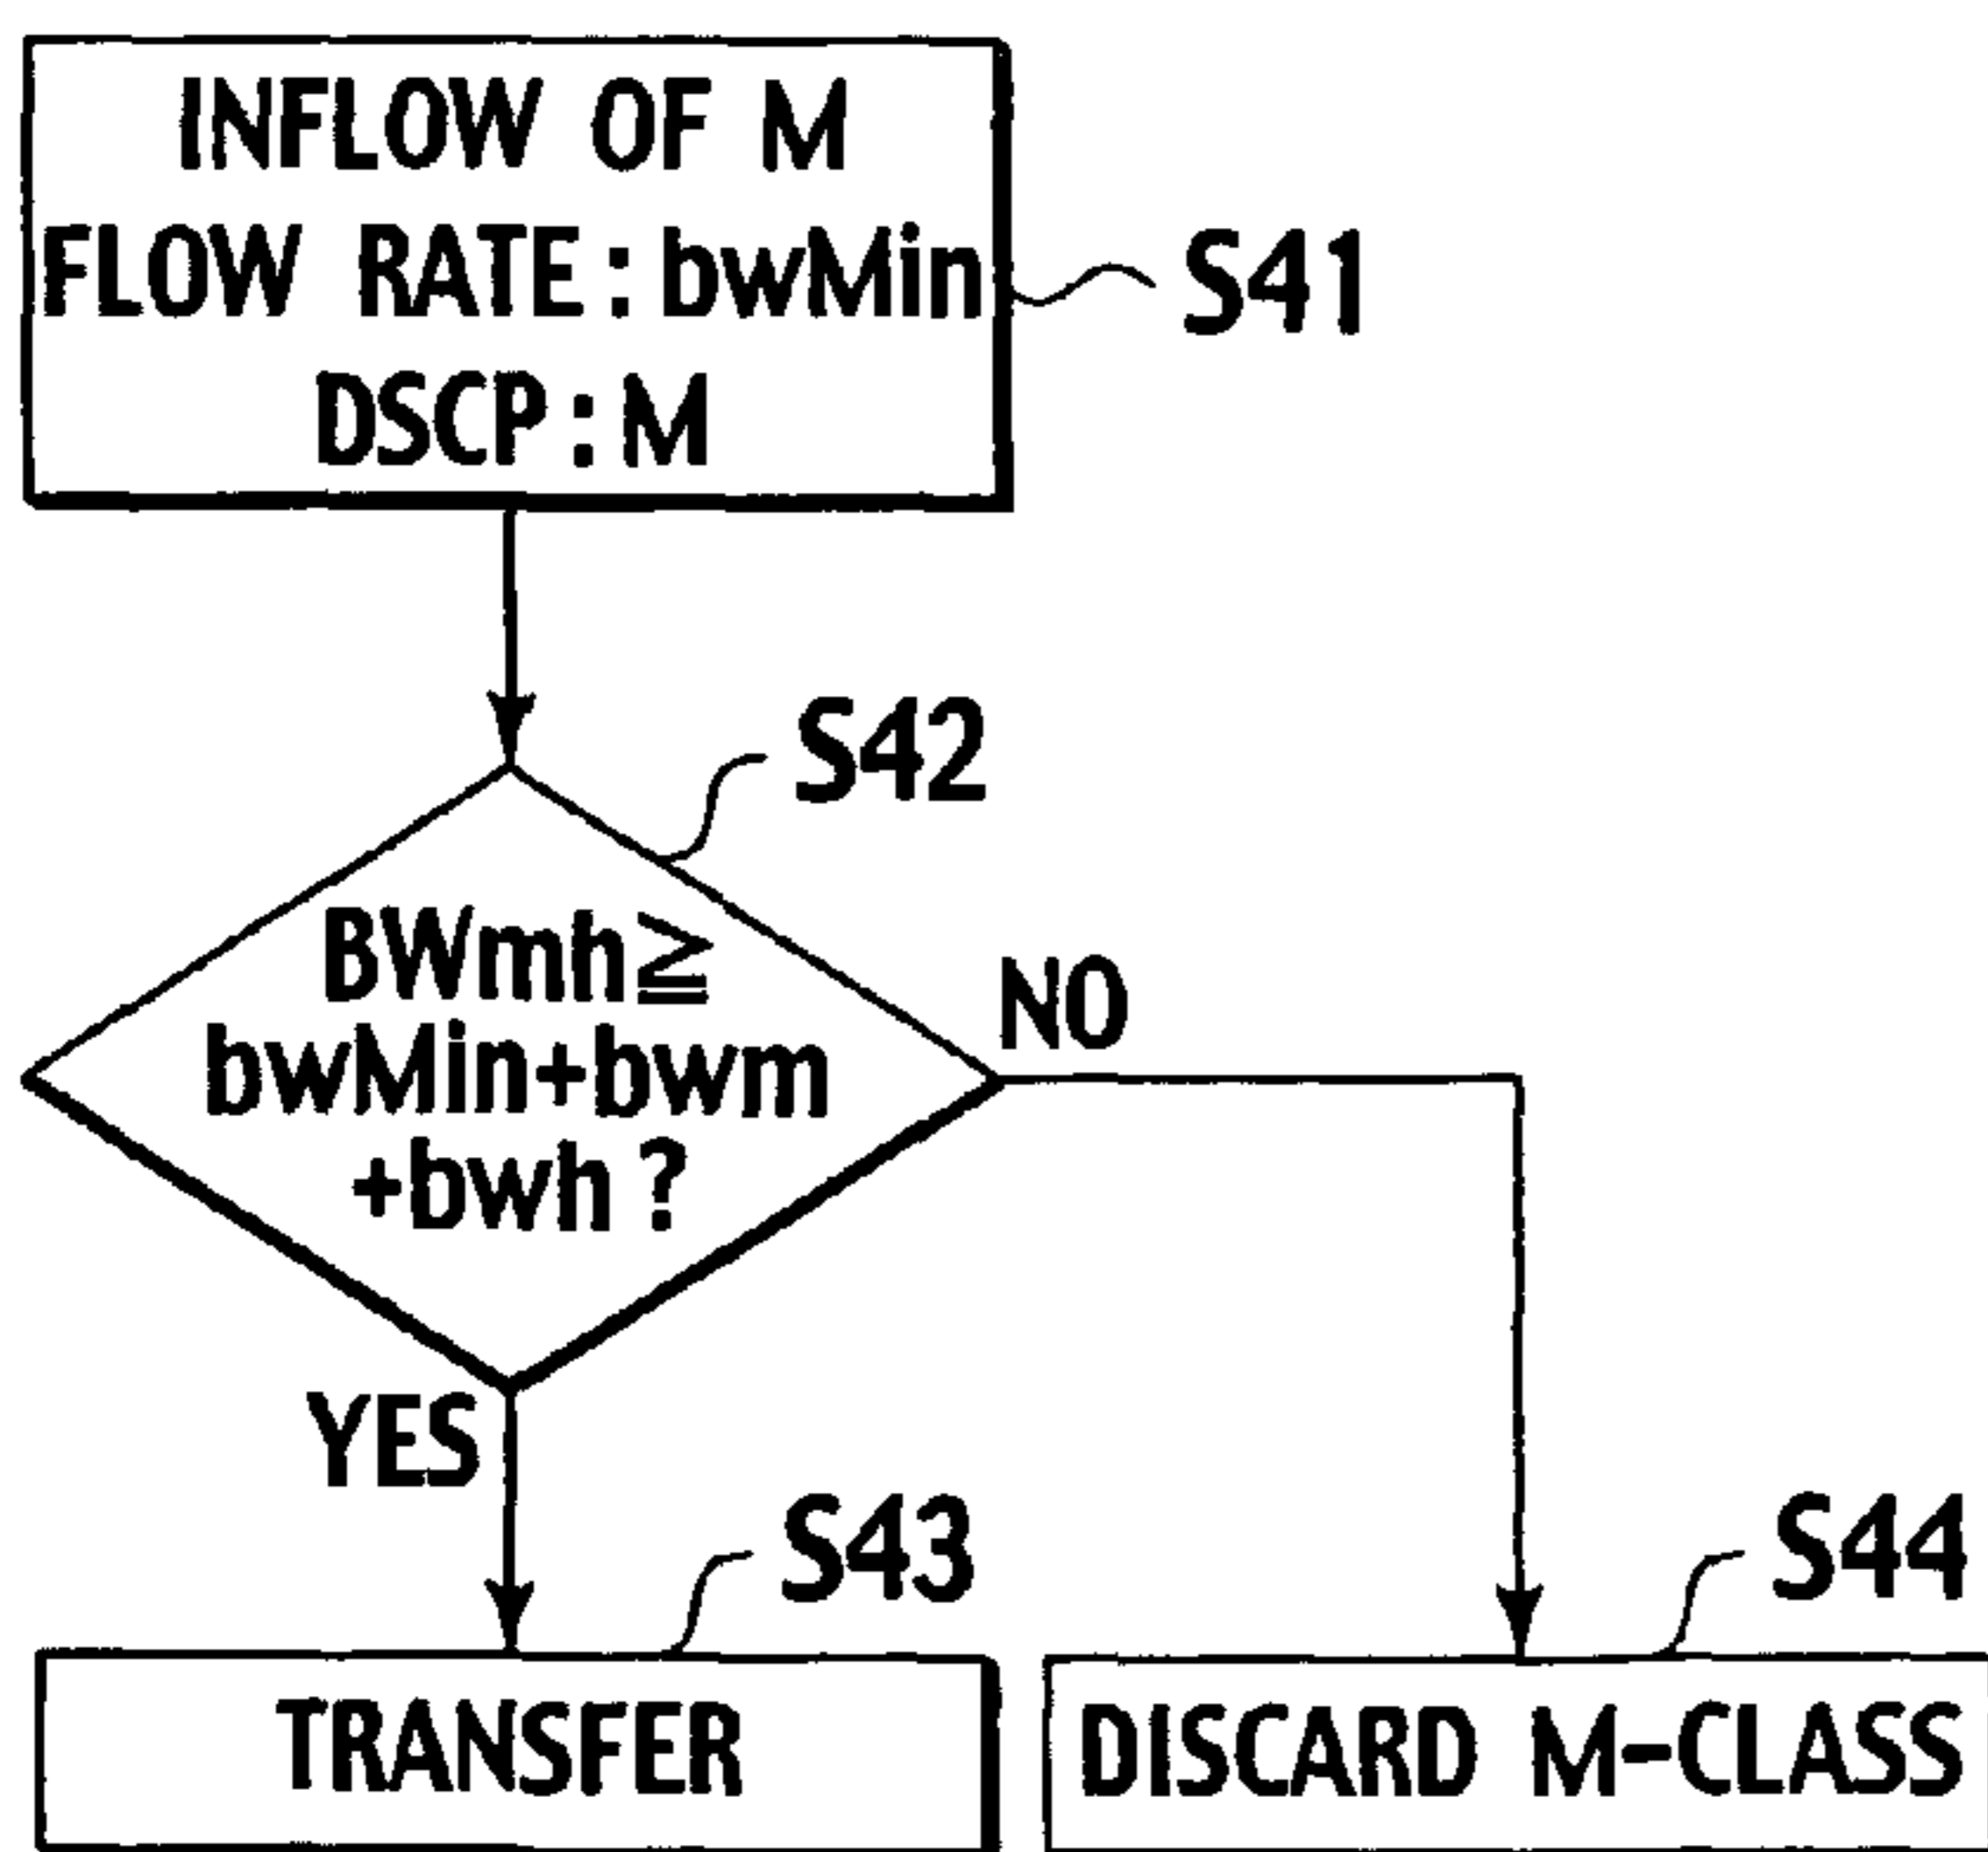 INFLOW OF M
FLOW RATE:bwMin
DSCP:M
S41
S42
BWmh≧
bwMin+bwm
+bwh?
NO
YES
S43
TRANSFER
S44
DISCARD M-CLASS